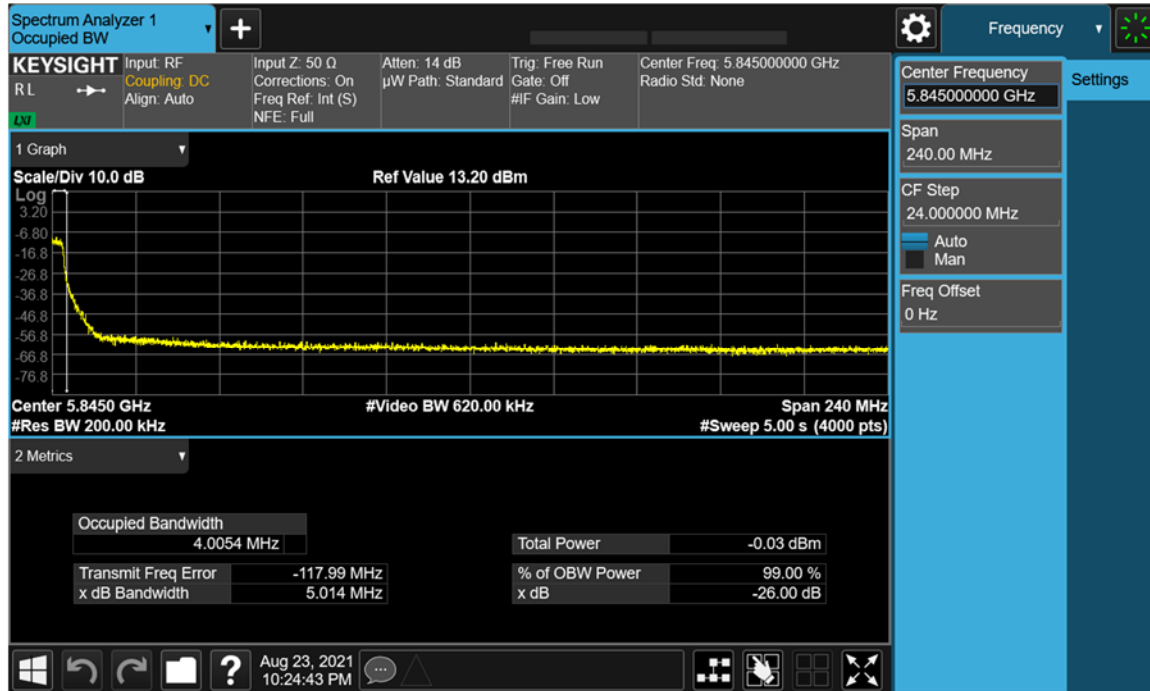 Spectrum Analyzer 1
Occupied BW
+
Frequency
KEYSIGHT
R L
LXI
Input: RF
Coupling: DC
Align: Auto
Input Z: 50 Ω
Corrections: On
Freq Ref: Int (S)
NFE: Full
Atten: 14 dB
µW Path: Standard
Trig: Free Run
Gate: Off
#IF Gain: Low
Center Freq: 5.845000000 GHz
Radio Std: None
Center Frequency
5.845000000 GHz
Settings
Span
240.00 MHz
CF Step
24.000000 MHz
Auto
Man
Freq Offset
0 Hz
1 Graph
Scale/Div 10.0 dB
Ref Value 13.20 dBm
Log
3.20
-6.80
-16.8
-26.8
-36.8
-46.8
-56.8
-66.8
-76.8
Center 5.8450 GHz
#Video BW 620.00 kHz
Span 240 MHz
#Res BW 200.00 kHz
#Sweep 5.00 s (4000 pts)
2 Metrics
Occupied Bandwidth
4.0054 MHz
Total Power -0.03 dBm
Transmit Freq Error -117.99 MHz
% of OBW Power 99.00 %
x dB Bandwidth 5.014 MHz
x dB -26.00 dB
?
Aug 23, 2021
10:24:43 PM